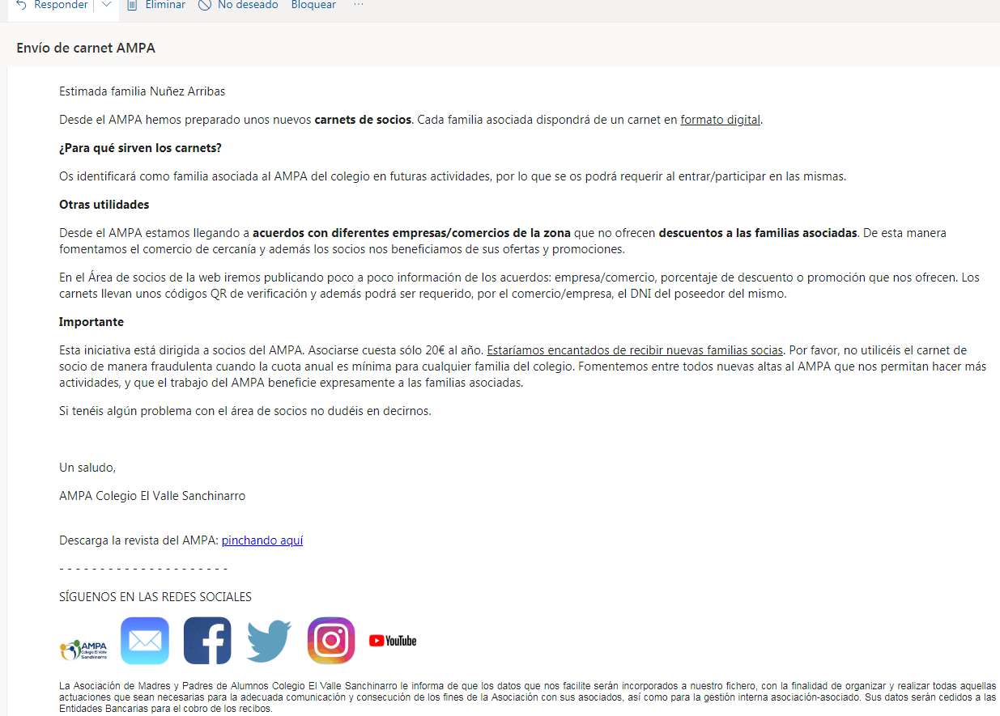 Responder Eliminar No deseado Bloquear ...
Envío de carnet AMPA
Estimada familia Nuñez Arribas
Desde el AMPA hemos preparado unos nuevos carnets de socios. Cada familia asociada dispondrá de un carnet en formato digital.
¿Para qué sirven los carnets?
Os identificará como familia asociada al AMPA del colegio en futuras actividades, por lo que se os podrá requerir al entrar/participar en las mismas.
Otras utilidades
Desde el AMPA estamos llegando a acuerdos con diferentes empresas/comercios de la zona que no ofrecen descuentos a las familias asociadas. De esta manera
fomentamos el comercio de cercanía y además los socios nos beneficiamos de sus ofertas y promociones.
En el Área de socios de la web iremos publicando poco a poco información de los acuerdos: empresa/comercio, porcentaje de descuento o promoción que nos ofrecen. Los
carnets llevan unos códigos QR de verificación y además podrá ser requerido, por el comercio/empresa, el DNI del poseedor del mismo.
Importante
Esta iniciativa está dirigida a socios del AMPA. Asociarse cuesta sólo 20€ al año. Estaríamos encantados de recibir nuevas familias socias. Por favor, no utilicéis el carnet de
socio de manera fraudulenta cuando la cuota anual es mínima para cualquier familia del colegio. Fomentemos entre todos nuevas altas al AMPA que nos permitan hacer más
actividades, y que el trabajo del AMPA beneficie expresamente a las familias asociadas.
Si tenéis algún problema con el área de socios no dudéis en decirnos.
Un saludo,
AMPA Colegio El Valle Sanchinarro
Descarga la revista del AMPA: pinchando aquí
- - - - - - - - - - - - - - - - - - - - -
SÍGUENOS EN LAS REDES SOCIALES
AMPA
Colegio El Valle
Sanchinarro
YouTube
La Asociación de Madres y Padres de Alumnos Colegio El Valle Sanchinarro le informa de que los datos que nos facilite serán incorporados a nuestro fichero, con la finalidad de organizar y realizar todas aquellas
actuaciones que sean necesarias para la adecuada comunicación y consecución de los fines de la Asociación con sus asociados, así como para la gestión interna asociación-asociado. Sus datos serán cedidos a las
Entidades Bancarias para el cobro de los recibos.